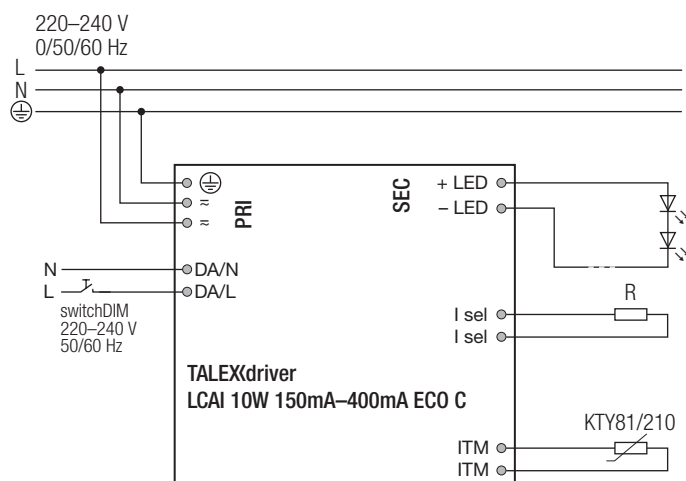 220–240 V
0/50/60 Hz
L
N
≂
≂
PRI
SEC
+ LED
– LED
N
DA/N
L
DA/L
switchDIM
220–240 V
50/60 Hz
I sel
I sel
R
TALEXXdriver
LCAI 10W 150mA–400mA ECO C
KTY81/210
ITM
ITM